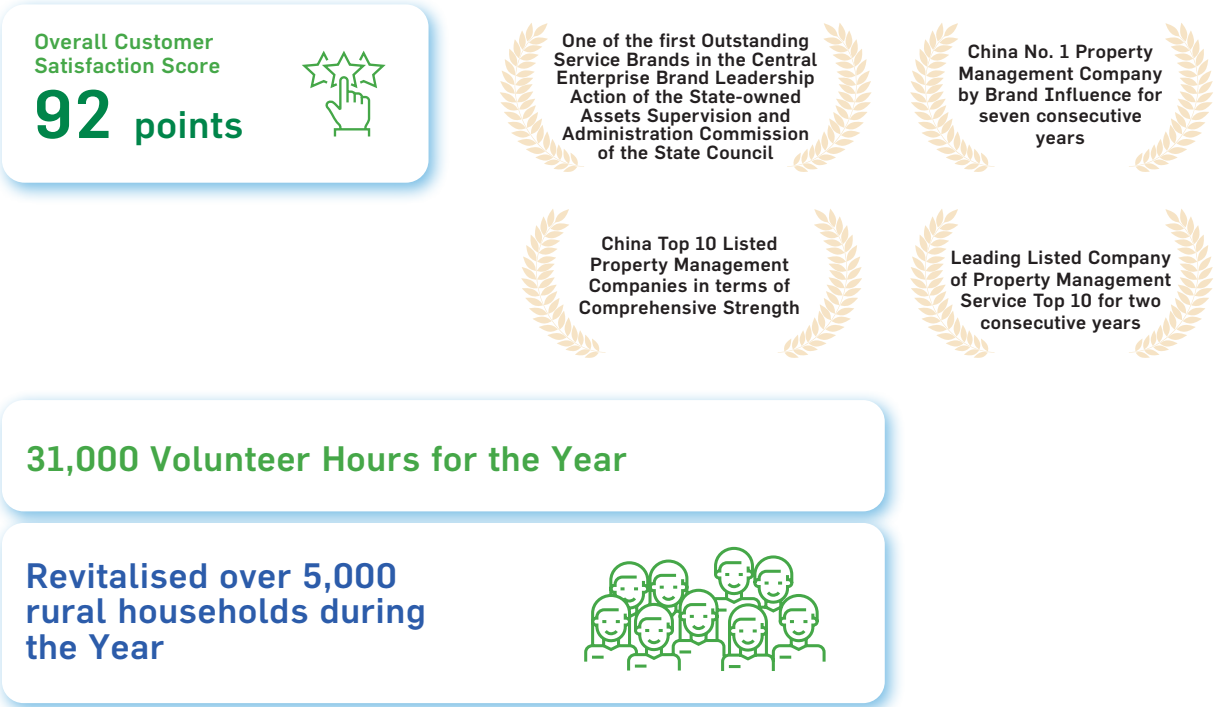 Overall Customer
Satisfaction Score
92 points
One of the first Outstanding
Service Brands in the Central
Enterprise Brand Leadership
Action of the State-owned
Assets Supervision and
Administration Commission
of the State Council
China No. 1 Property
Management Company
by Brand Influence for
seven consecutive
years
China Top 10 Listed
Property Management
Companies in terms of
Comprehensive Strength
Leading Listed Company
of Property Management
Service Top 10 for two
consecutive years
31,000 Volunteer Hours for the Year
Revitalised over 5,000
rural households during
the Year